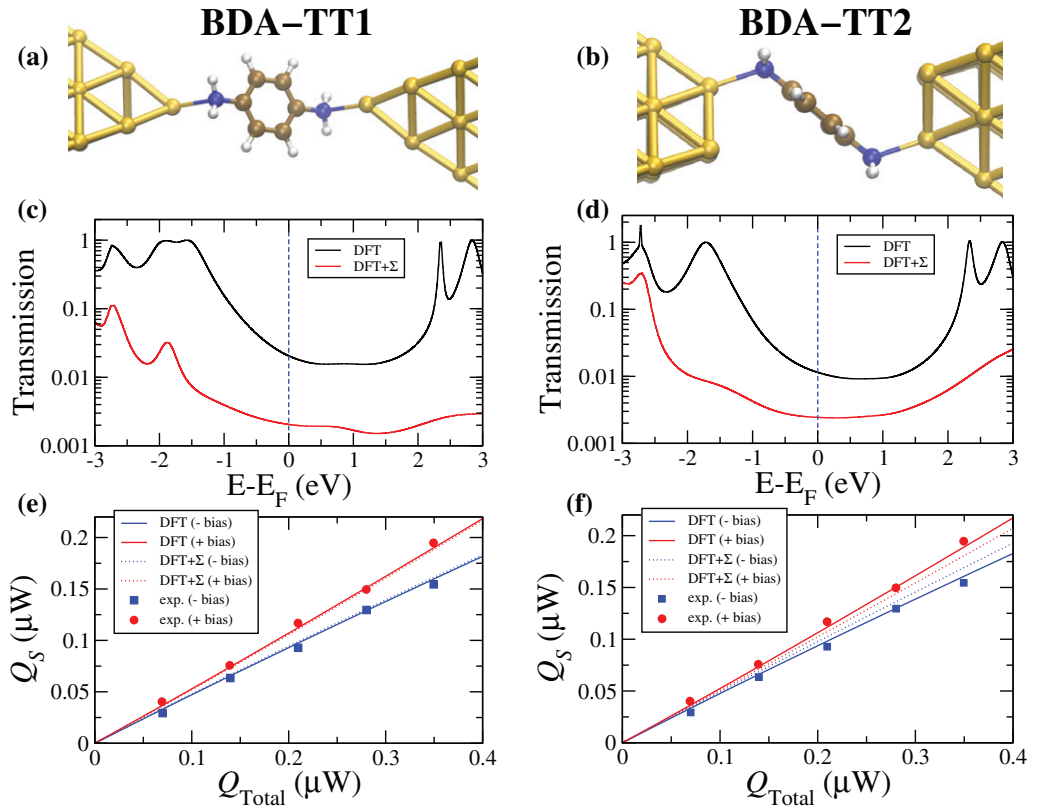 BDA−TT1
BDA−TT2
(a)
(b)
(c)
(d)
Transmission
1
0.1
0.01
0.001
DFT
DFT+Σ
-3 -2 -1 0 1 2 3
E-E_F (eV)
Transmission
1
0.1
0.01
0.001
DFT
DFT+Σ
-3 -2 -1 0 1 2 3
E-E_F (eV)
(e)
(f)
Q_S (μW)
0.2
0.15
0.1
0.05
0
DFT (- bias)
DFT (+ bias)
DFT+Σ (- bias)
DFT+Σ (+ bias)
exp. (- bias)
exp. (+ bias)
0 0.1 0.2 0.3 0.4
Q_Total (μW)
Q_S (μW)
0.2
0.15
0.1
0.05
0
DFT (- bias)
DFT (+ bias)
DFT+Σ (- bias)
DFT+Σ (+ bias)
exp. (- bias)
exp. (+ bias)
0 0.1 0.2 0.3 0.4
Q_Total (μW)